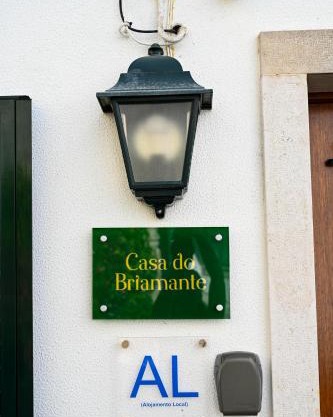 Casa do
Briamante
AL
(Alojamento Local)